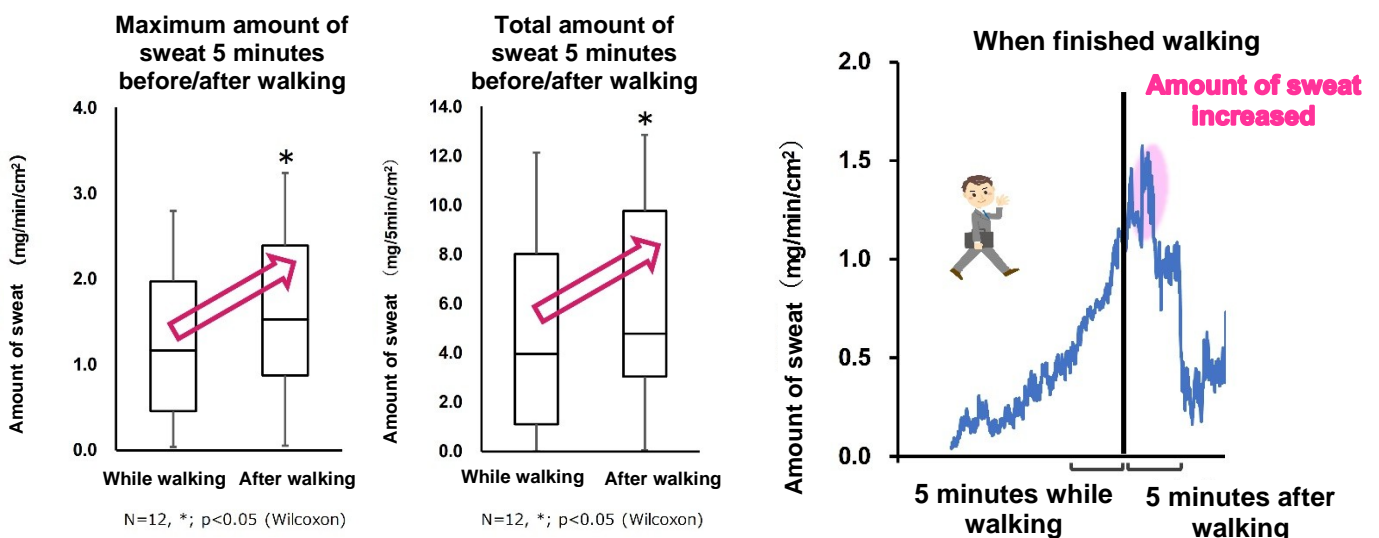 Maximum amount of
sweat 5 minutes
before/after walking
Amount of sweat （mg/min/cm²）
4.0
3.0
2.0
1.0
0.0
*
While walking
After walking
N=12, *; p<0.05 (Wilcoxon)
Total amount of
sweat 5 minutes
before/after walking
Amount of sweat （mg/5min/cm²）
14.0
12.0
10.0
8.0
6.0
4.0
2.0
0.0
*
While walking
After walking
N=12, *; p<0.05 (Wilcoxon)
When finished walking
Amount of sweat （mg/min/cm²）
2.0
1.5
1.0
0.5
0.0
Amount of sweat
increased
5 minutes while
walking
5 minutes after
walking